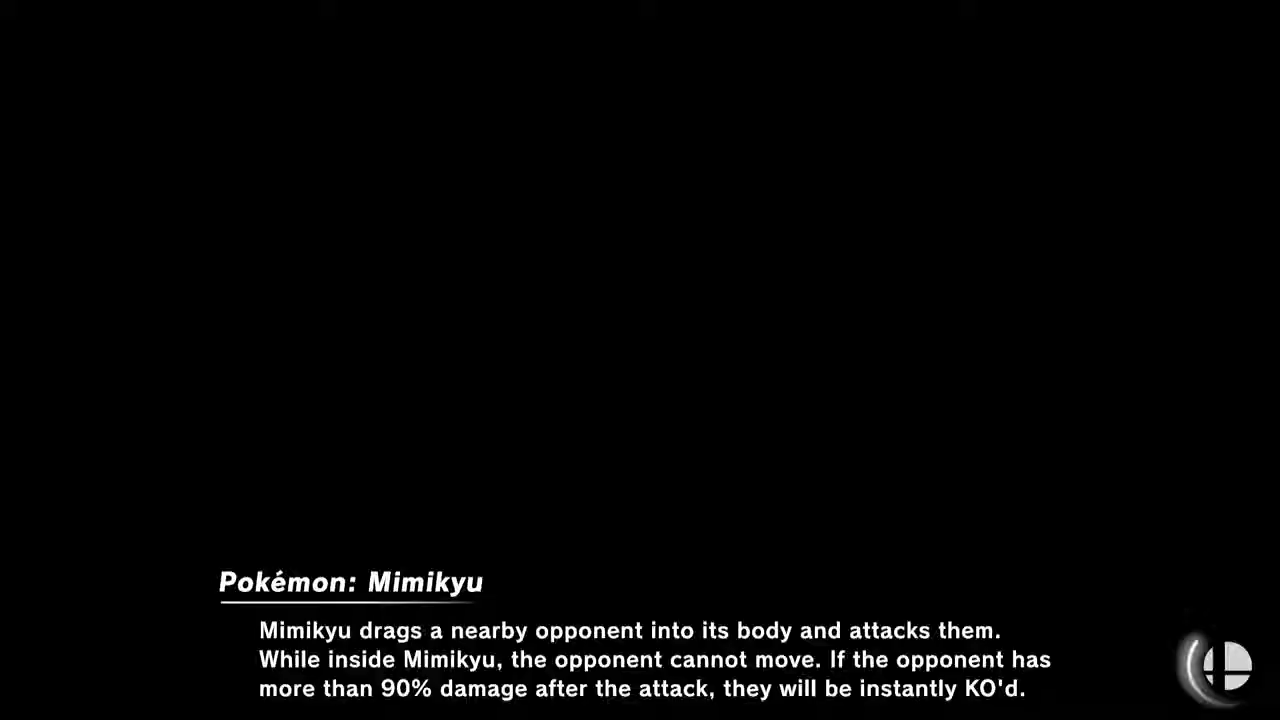 Pokémon: Mimikyu
Mimikyu drags a nearby opponent into its body and attacks them.
While inside Mimikyu, the opponent cannot move. If the opponent has
more than 90% damage after the attack, they will be instantly KO'd.